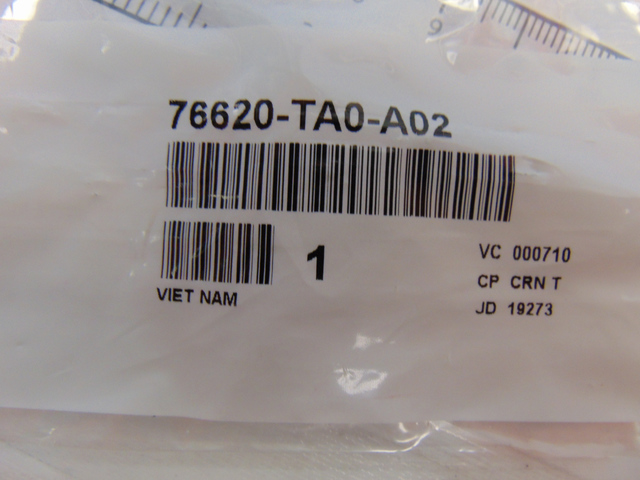 76620-TA0-A02
1
VC 000710
CP CRN T
VIET NAM
JD 19273